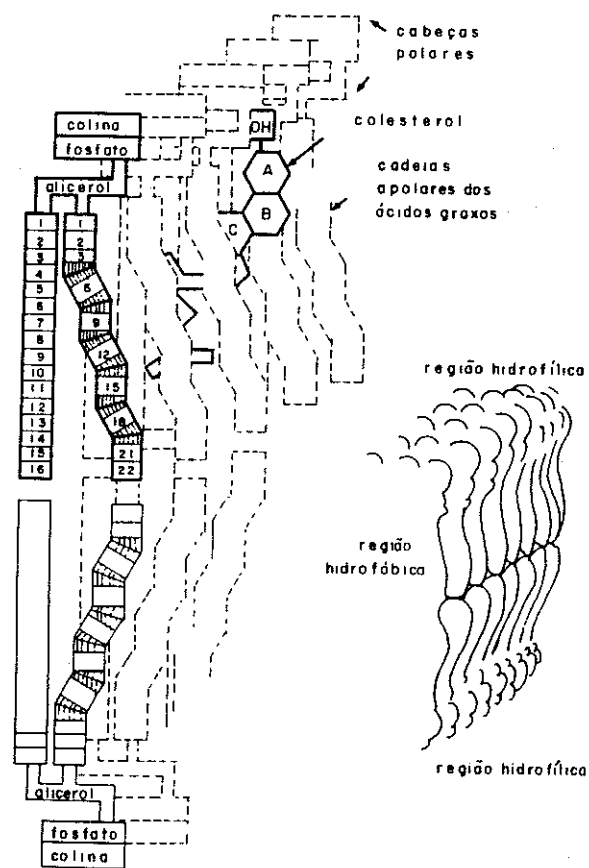 cabeças
polares
colina
fosfato
glicerol
OH
A
B
C
colesterol
cadeias
apolares dos
ácidos graxos
1
2
3
4
5
6
7
8
9
10
11
12
13
14
15
16
1
2
3
6
9
12
15
18
21
22
região hidrofílica
região
hidrofóbica
região hidrofílica
glicerol
fosfato
colina